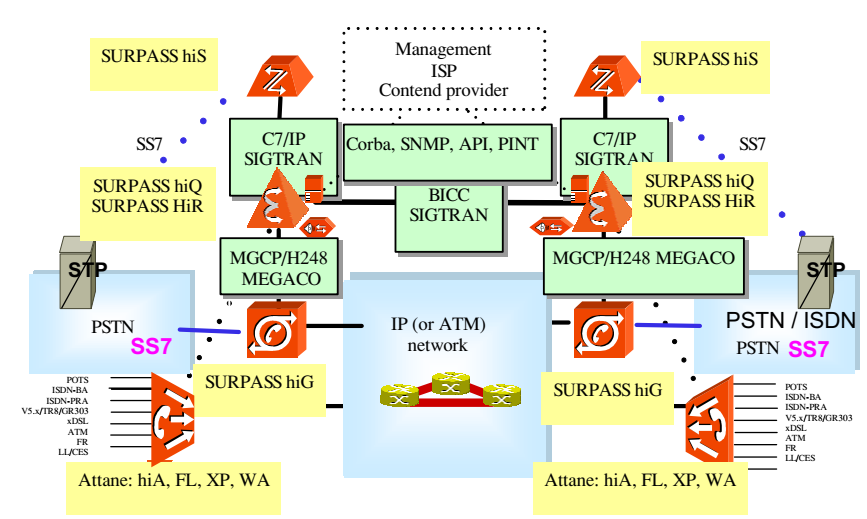 SURPASS hiS
Management
ISP
Contend provider
SURPASS hiS
SS7
C7/IP
SIGTRAN
Corba, SNMP, API, PINT
C7/IP
SIGTRAN
SS7
SURPASS hiQ
SURPASS HiR
BICC
SIGTRAN
SURPASS hiQ
SURPASS HiR
STP
MGCP/H248
MEGACO
MGCP/H248 MEGACO
STP
PSTN
SS7
IP (or ATM)
network
PSTN / ISDN
PSTN SS7
SURPASS hiG
SURPASS hiG
POTS
ISDN-BA
ISDN-PRA
V5.x/TR8/GR303
xDSL
ATM
FR
LL/CES
POTS
ISDN-BA
ISDN-PRA
V5.x/TR8/GR303
xDSL
ATM
FR
LL/CES
Attane: hiA, FL, XP, WA
Attane: hiA, FL, XP, WA